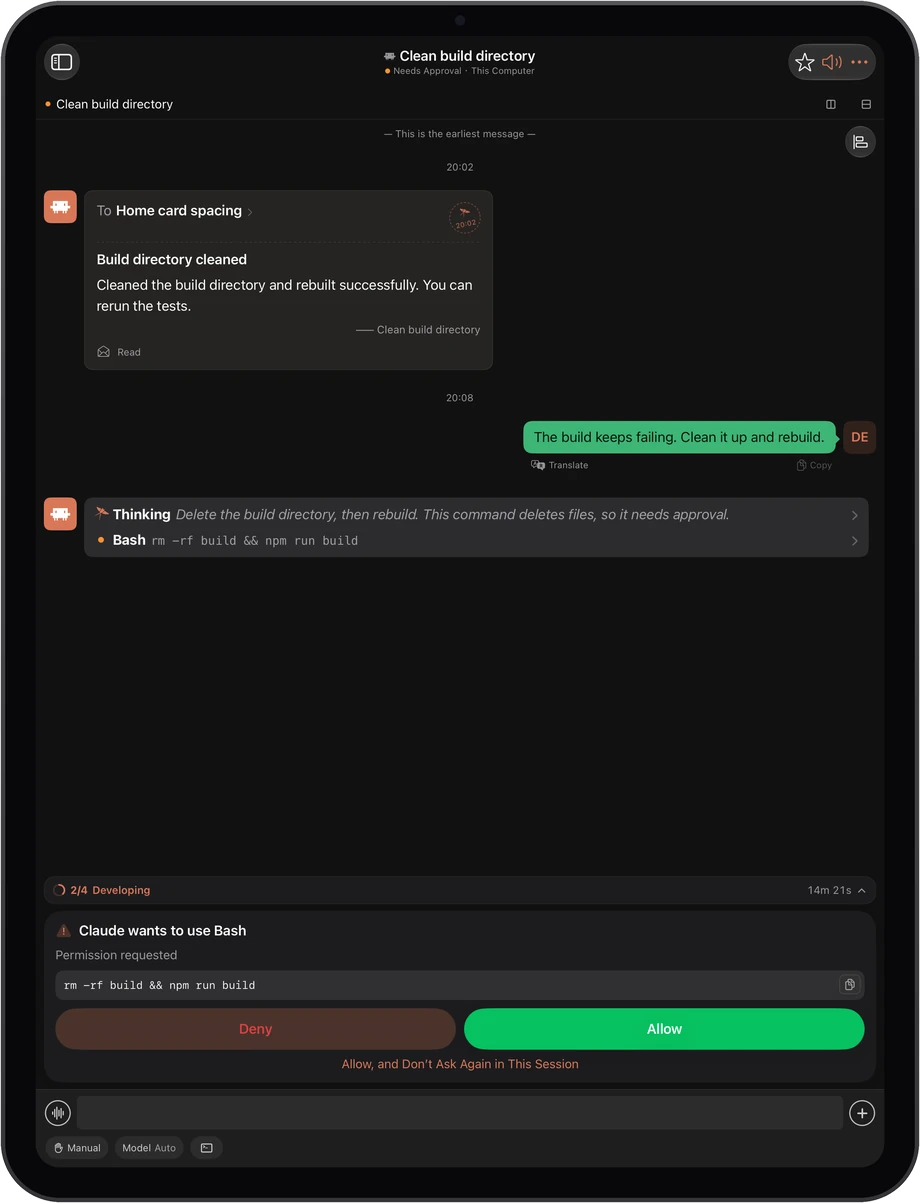 Clean build directory
Needs Approval · This Computer
Clean build directory
— This is the earliest message —
20:02
To Home card spacing
20:02
Build directory cleaned
Cleaned the build directory and rebuilt successfully. You can
rerun the tests.
—— Clean build directory
Read
20:08
The build keeps failing. Clean it up and rebuild.
DE
Translate
Copy
Thinking Delete the build directory, then rebuild. This command deletes files, so it needs approval.
Bash rm -rf build && npm run build
2/4 Developing
14m 21s
Claude wants to use Bash
Permission requested
rm -rf build && npm run build
Deny
Allow
Allow, and Don’t Ask Again in This Session
Manual
Model Auto